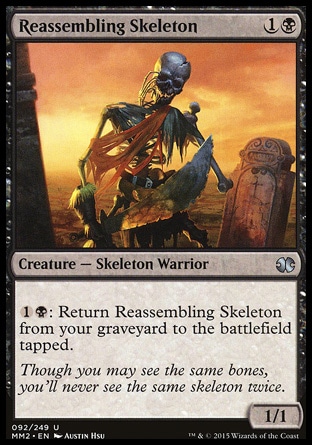 Reassembling Skeleton 1
Creature — Skeleton Warrior
1: Return Reassembling Skeleton
from your graveyard to the battlefield
tapped.
Though you may see the same bones,
you'll never see the same skeleton twice.
092/249 U
MM2 • EN Austin Hsu ™ & © 2015 Wizards of the Coast
1/1